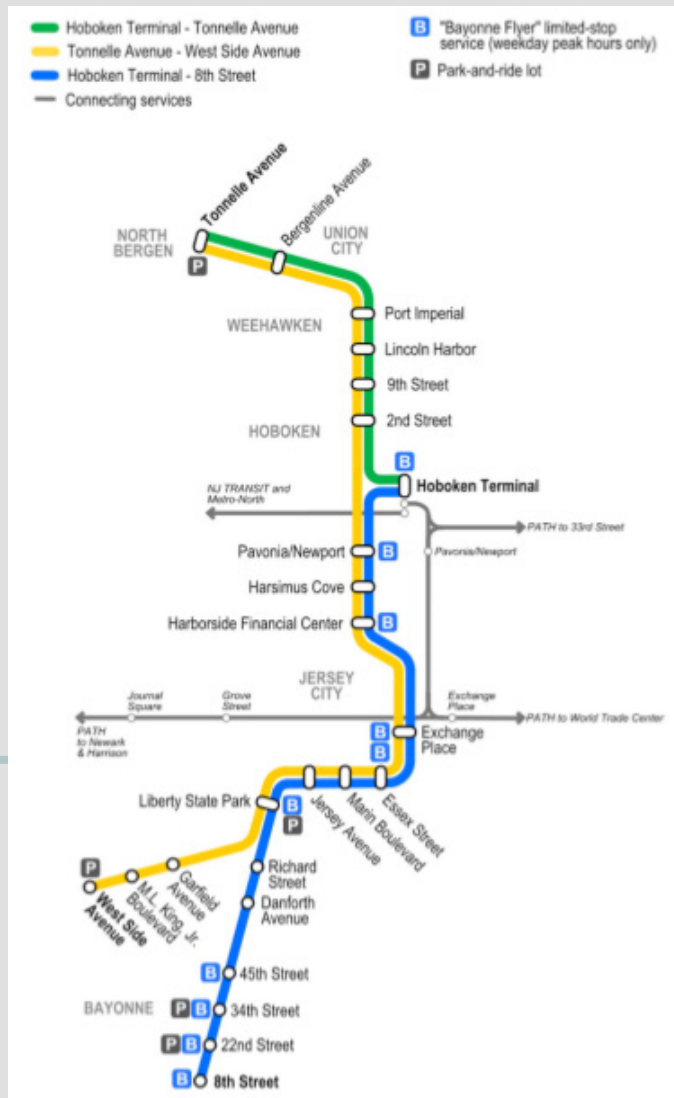 Hoboken Terminal - Tonnelle Avenue
Tonnelle Avenue - West Side Avenue
Hoboken Terminal - 8th Street
Connecting services
B "Bayonne Flyer" limited-stop
service (weekday peak hours only)
P Park-and-ride lot
Tonnelle Avenue
Bergenline Avenue
NORTH
BERGEN
UNION
CITY
P
Port Imperial
WEEHAWKEN
Lincoln Harbor
9th Street
2nd Street
HOBOKEN
B
Hoboken Terminal
NJ TRANSIT and
Metro-North
PATH to 33rd Street
Pavonia/Newport B
Pavonia/Newport
Harsimus Cove
Harborside Financial Center B
JERSEY
CITY
Journal
Square
Grove
Street
Exchange
Place
PATH to World Trade Center
PATH
to Newark
& Harrison
B
B
Exchange
Place
Liberty State Park B
P
Jersey Avenue
Marin Boulevard
Essex Street
P
West Side
Avenue
M.L. King, Jr.
Boulevard
Garfield
Avenue
Richard
Street
Danforth
Avenue
B 45th Street
BAYONNE
P B 34th Street
P B 22nd Street
B 8th Street